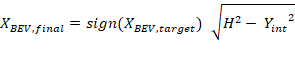 X_{BEV,final} = sign(X_{BEV,target}) √(H² − Y_{int}²)